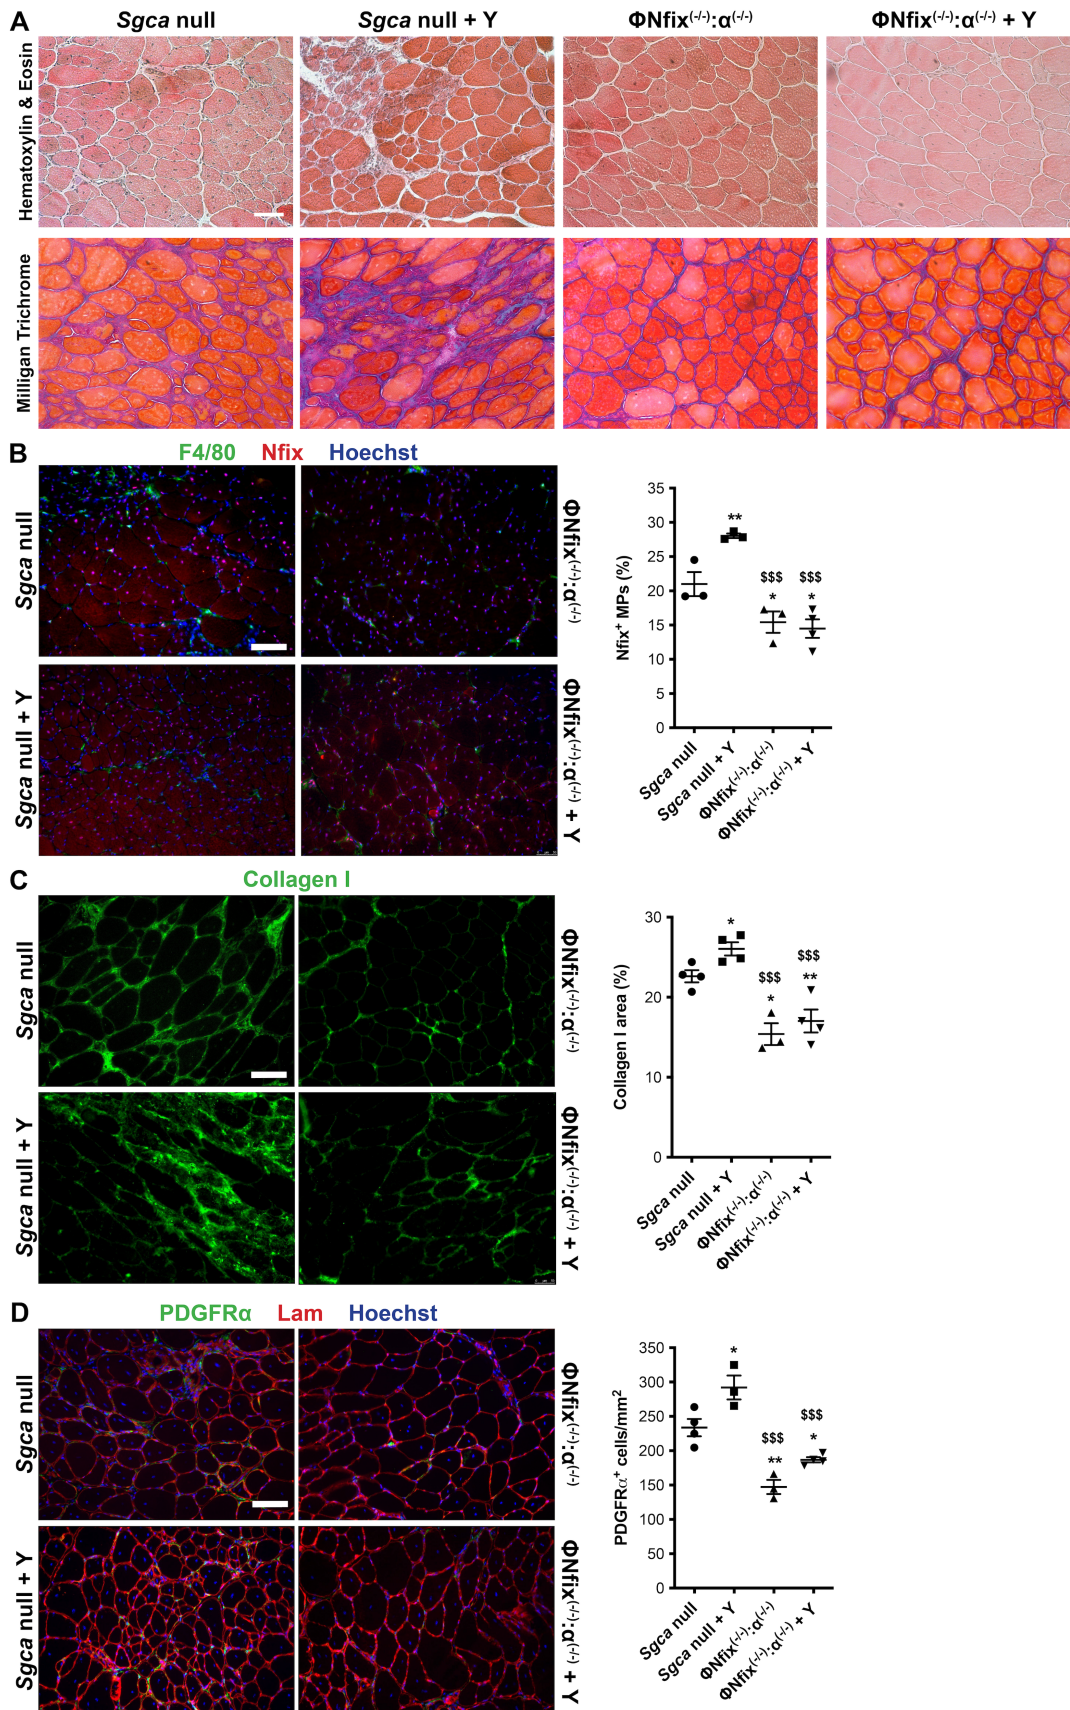 A
Sgca null
Sgca null + Y
ΦNfix(-/-):α(-/-)
ΦNfix(-/-):α(-/-) + Y
Hematoxylin & Eosin
Milligan Trichrome
B
F4/80 Nfix Hoechst
Sgca null
ΦNfix(-/-):α(-/-)
Sgca null + Y
ΦNfix(-/-):α(-/-) + Y
Nfix+ MPs (%)
35
30
25
20
15
10
5
0
**
$$$
*
$$$
*
Sgca null
Sgca null + Y
ΦNfix(-/-):α(-/-)
ΦNfix(-/-):α(-/-) + Y
C
Collagen I
Sgca null
ΦNfix(-/-):α(-/-)
Sgca null + Y
ΦNfix(-/-):α(-/-) + Y
Collagen I area (%)
30
20
10
0
*
$$$
*
$$$
**
Sgca null
Sgca null + Y
ΦNfix(-/-):α(-/-)
ΦNfix(-/-):α(-/-) + Y
D
PDGFRα Lam Hoechst
Sgca null
ΦNfix(-/-):α(-/-)
Sgca null + Y
ΦNfix(-/-):α(-/-) + Y
PDGFRα+ cells/mm2
350
300
250
200
150
100
50
0
*
$$$
**
$$$
*
Sgca null
Sgca null + Y
ΦNfix(-/-):α(-/-)
ΦNfix(-/-):α(-/-) + Y